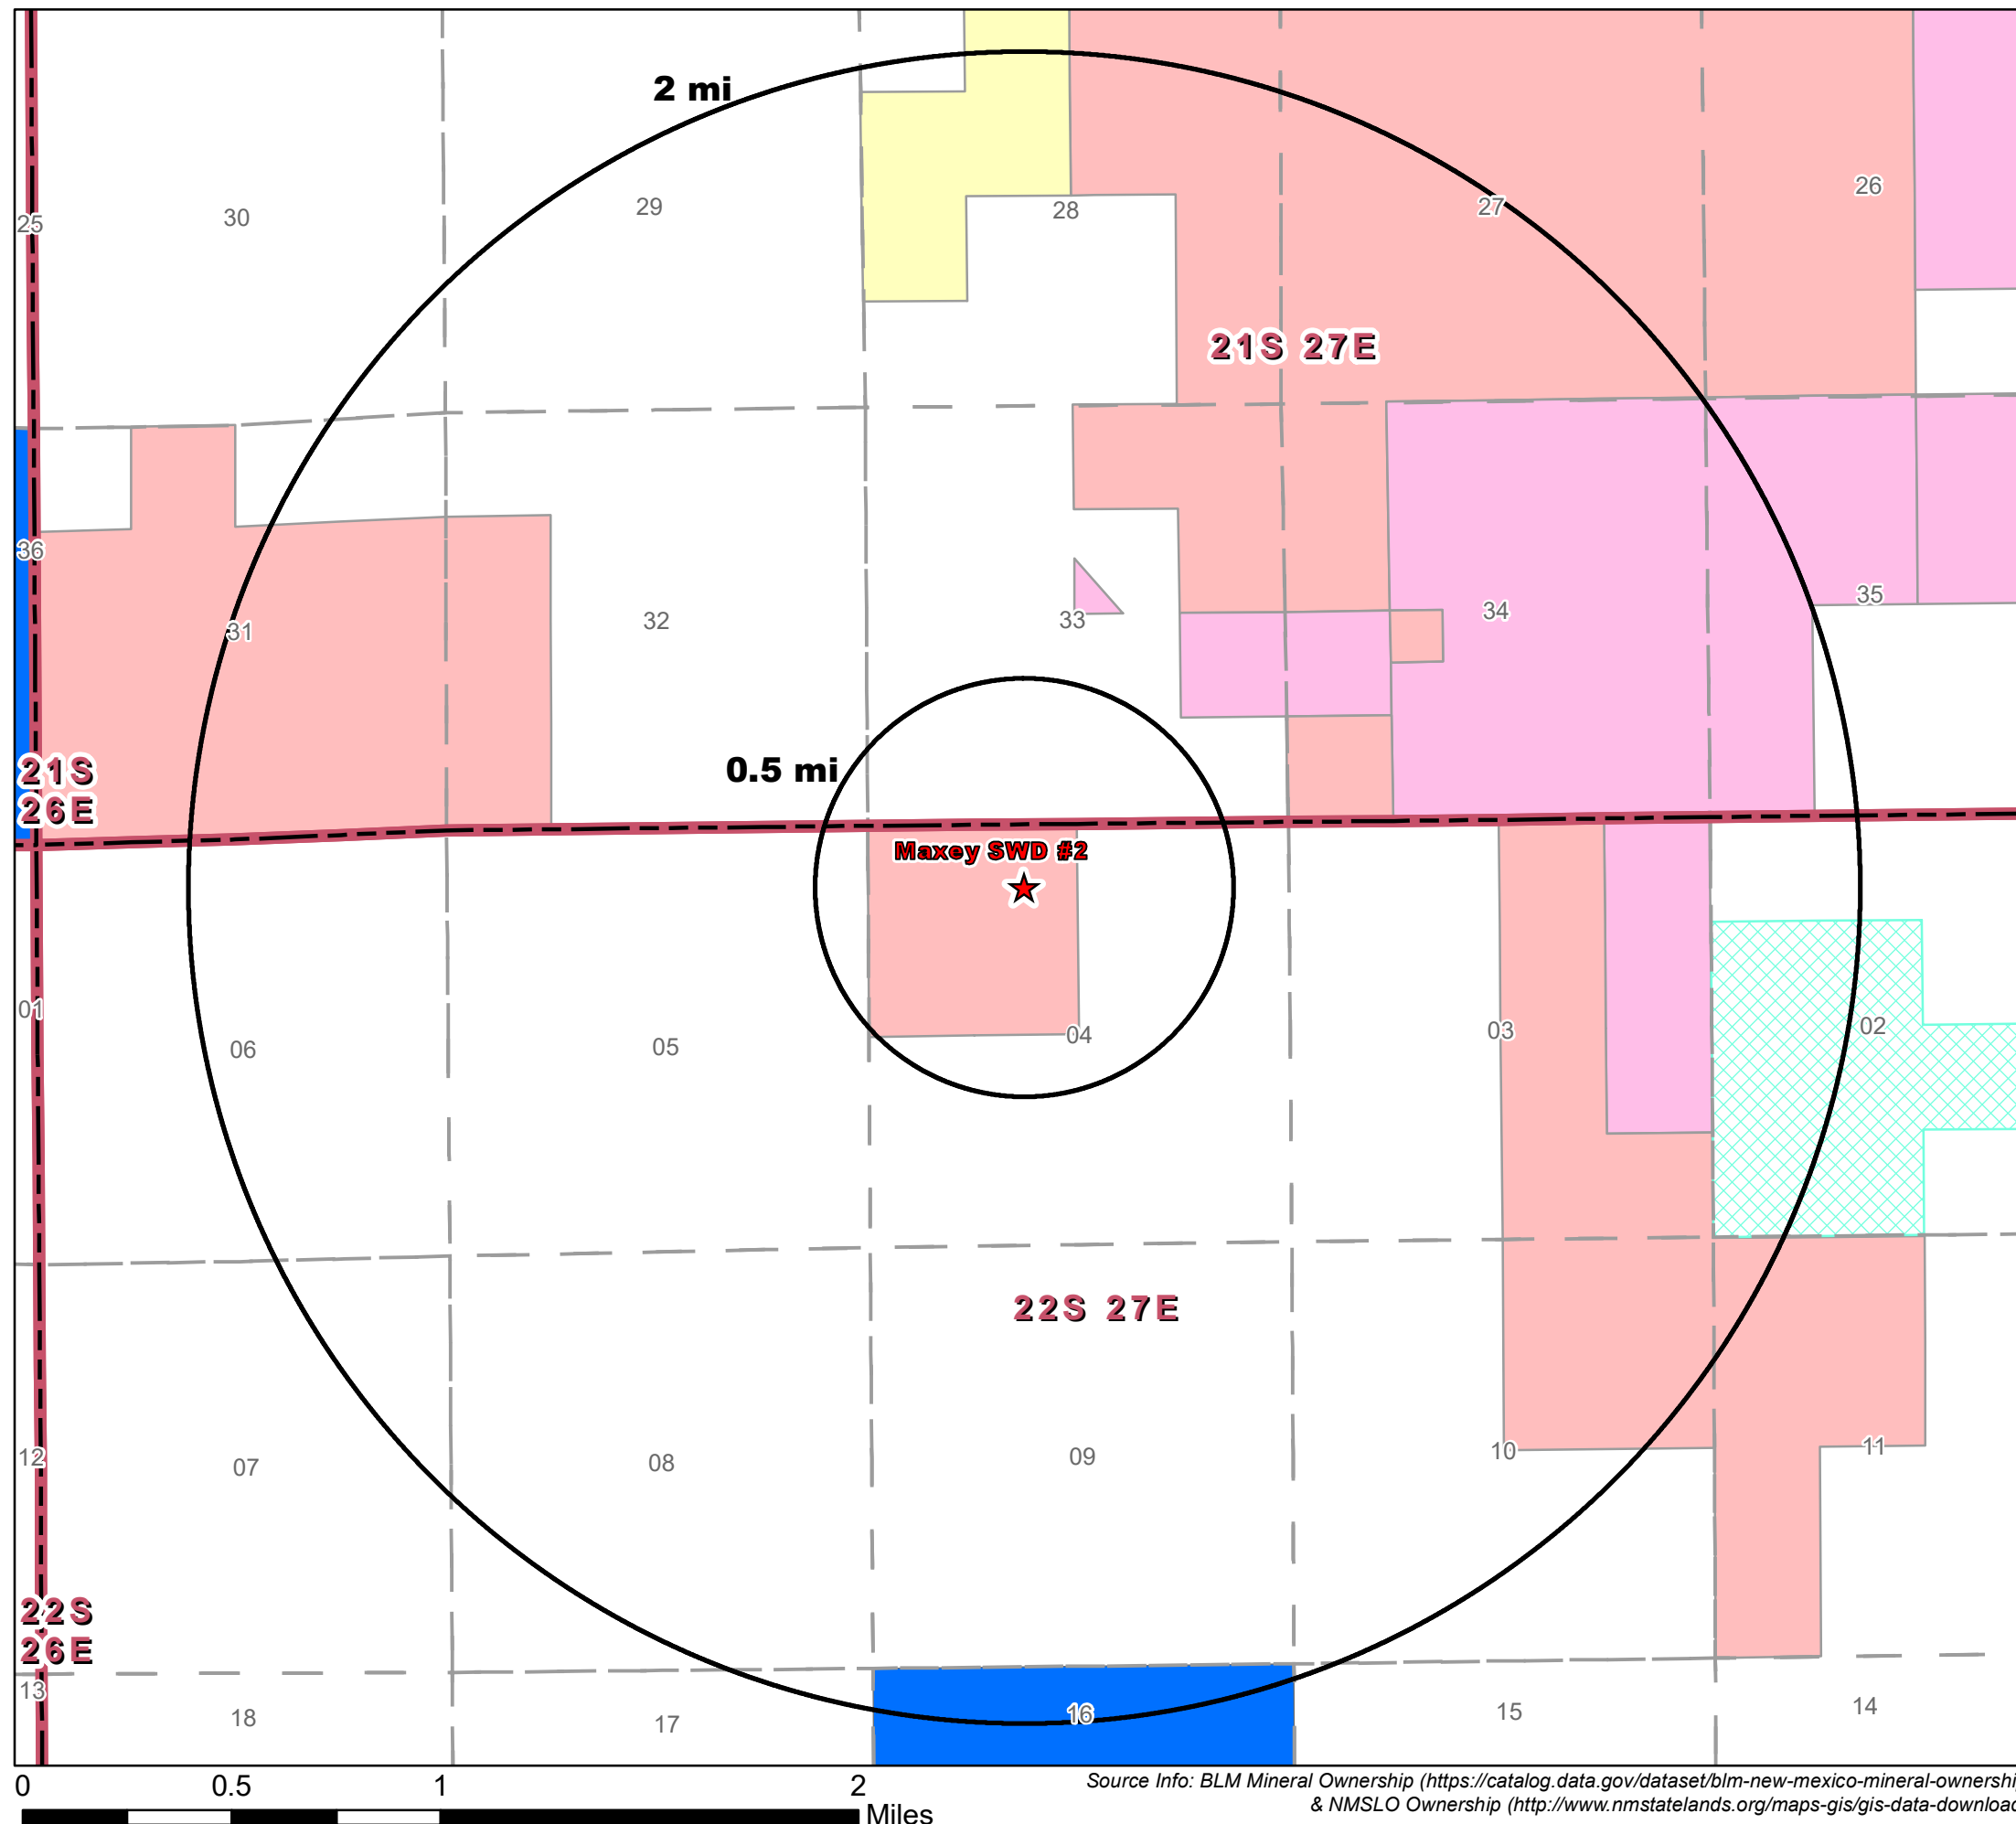 2 mi
25
30
29
28
27
26
21S 27E
36
31
32
33
34
35
21S
26E
0.5 mi
Maxey SWD #2
01
06
05
04
03
02
22S 27E
12
07
08
09
10
11
22S
26E
13
18
17
16
15
14
0 0.5 1 2
Miles
Source Info: BLM Mineral Ownership (https://catalog.data.gov/dataset/blm-new-mexico-mineral-ownershi
& NMSLO Ownership (http://www.nmstatelands.org/maps-gis/gis-data-download